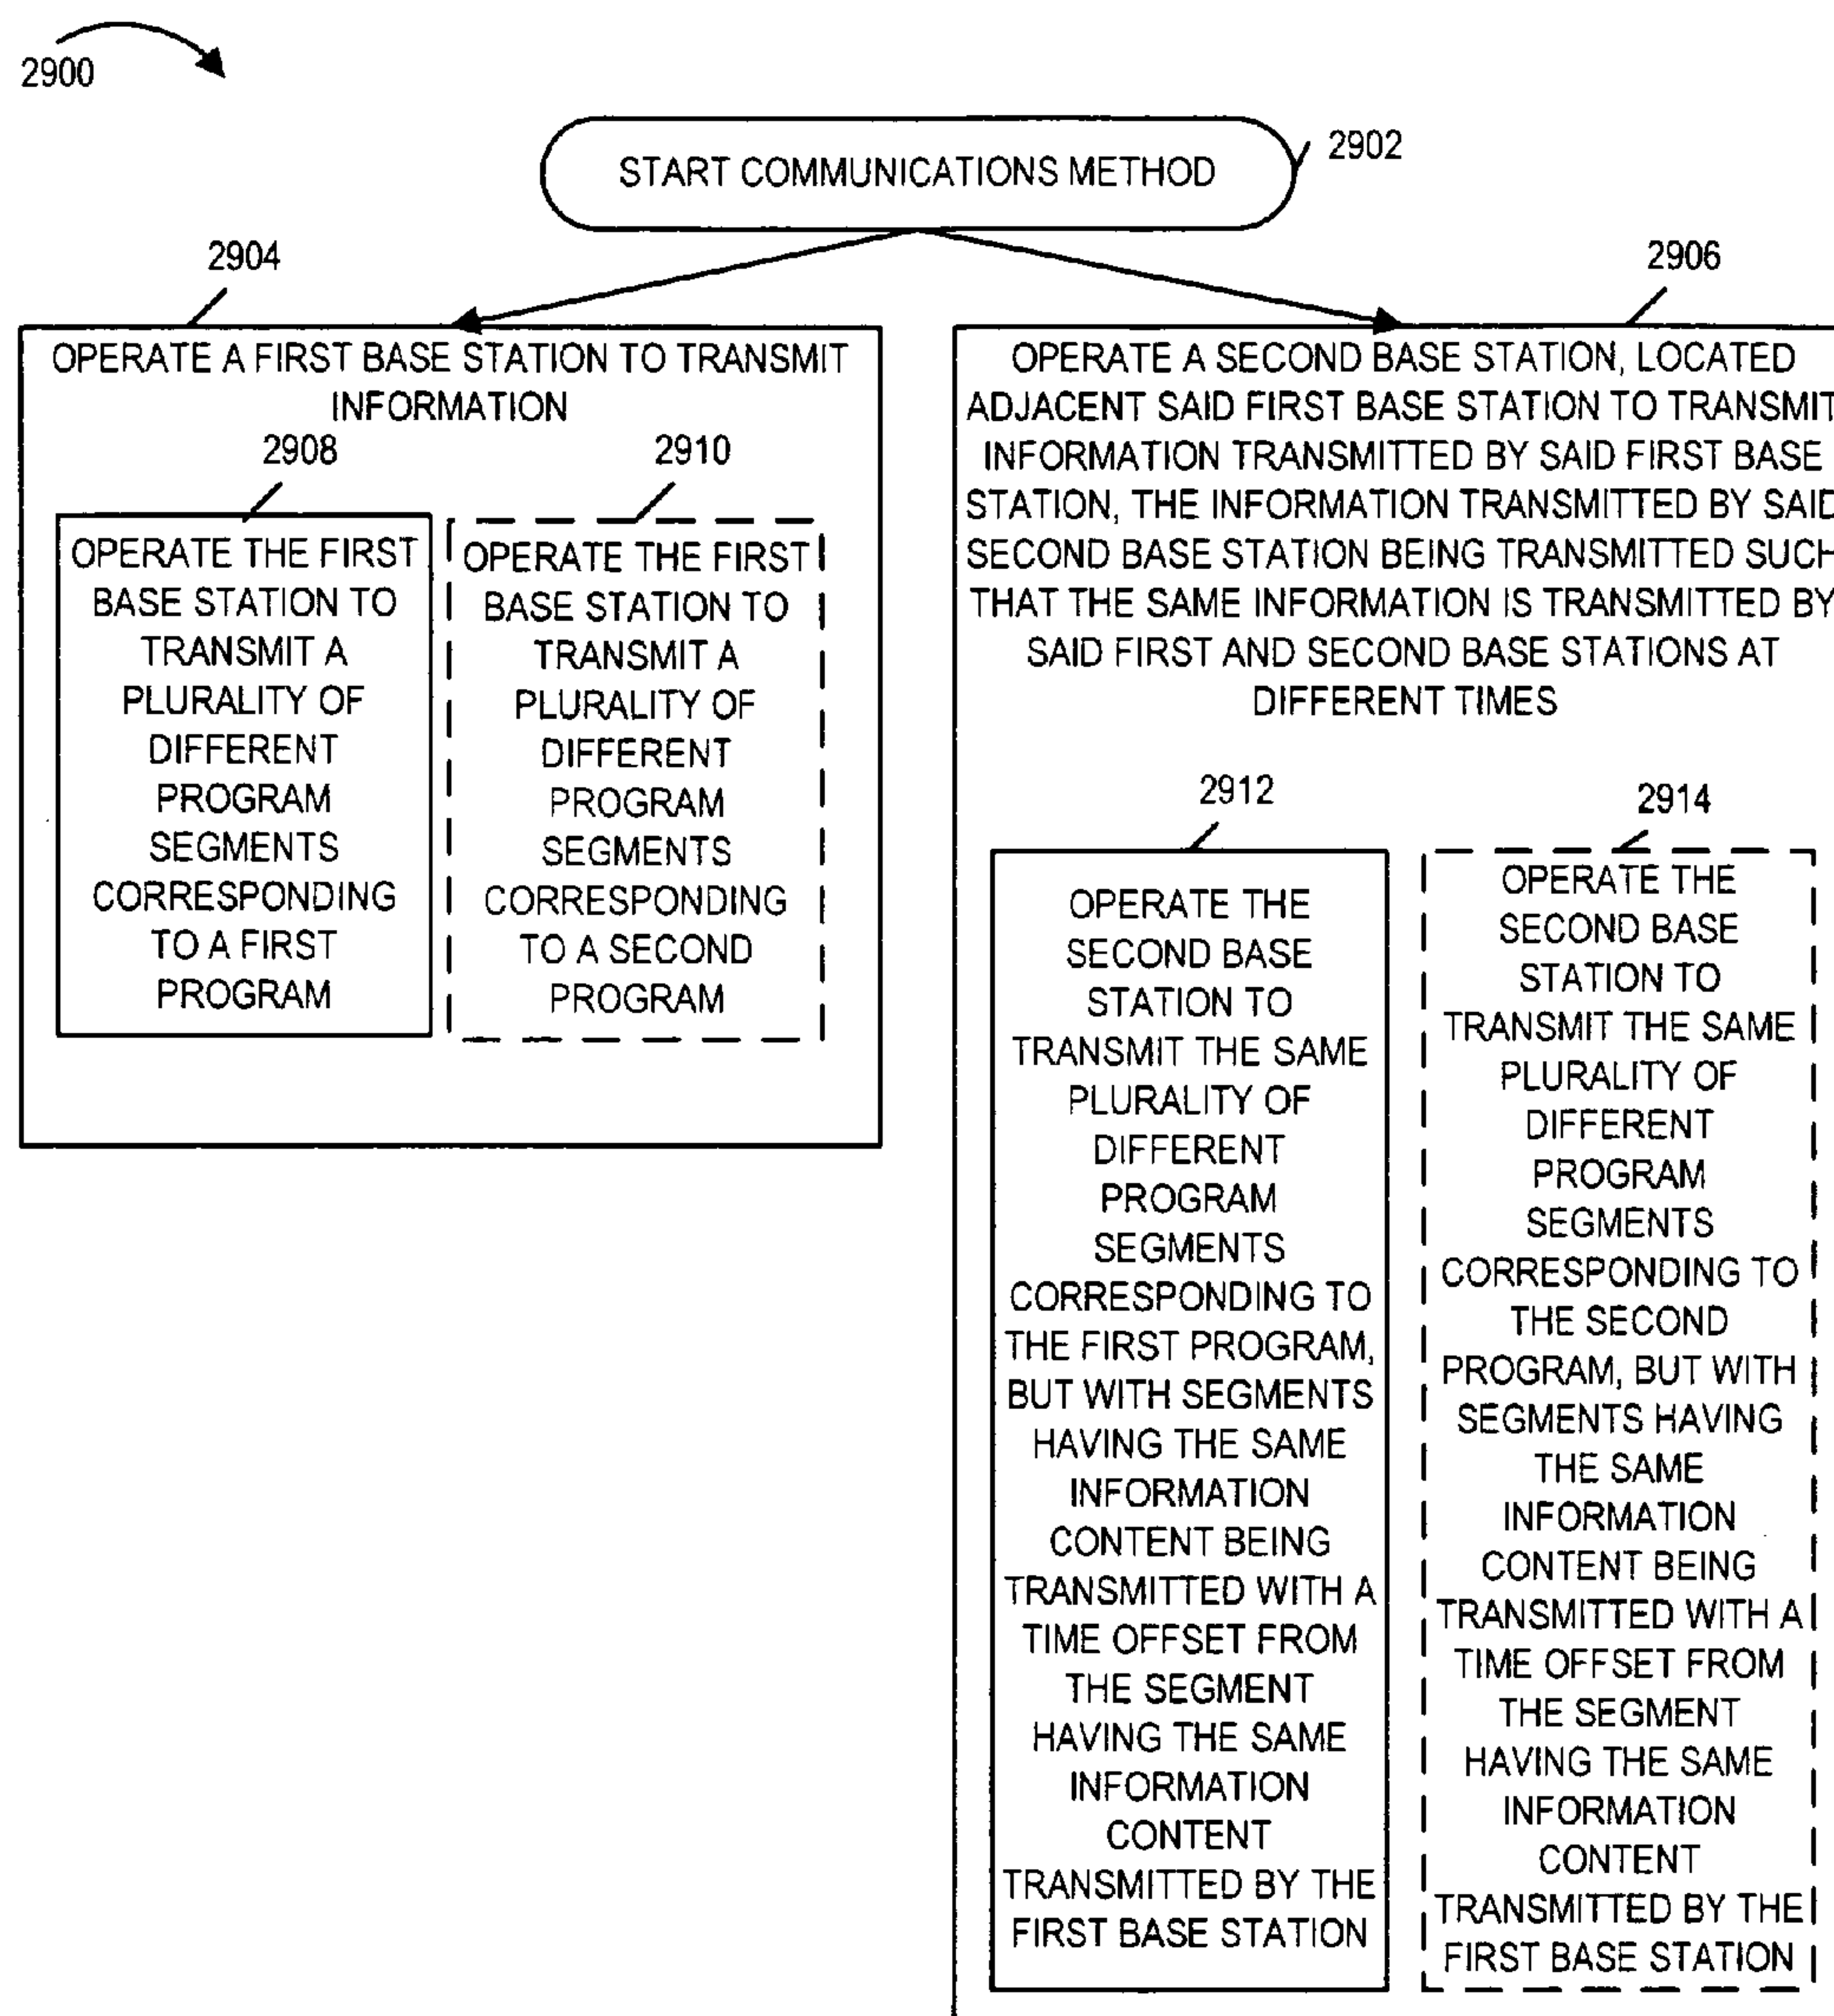 2900
START COMMUNICATIONS METHOD
2902
2904
OPERATE A FIRST BASE STATION TO TRANSMIT
INFORMATION
2908
OPERATE THE FIRST
BASE STATION TO
TRANSMIT A
PLURALITY OF
DIFFERENT
PROGRAM
SEGMENTS
CORRESPONDING
TO A FIRST
PROGRAM
2910
OPERATE THE FIRST
BASE STATION TO
TRANSMIT A
PLURALITY OF
DIFFERENT
PROGRAM
SEGMENTS
CORRESPONDING
TO A SECOND
PROGRAM
2906
OPERATE A SECOND BASE STATION, LOCATED
ADJACENT SAID FIRST BASE STATION TO TRANSMIT
INFORMATION TRANSMITTED BY SAID FIRST BASE
STATION, THE INFORMATION TRANSMITTED BY SAID
SECOND BASE STATION BEING TRANSMITTED SUCH
THAT THE SAME INFORMATION IS TRANSMITTED BY
SAID FIRST AND SECOND BASE STATIONS AT
DIFFERENT TIMES
2912
OPERATE THE
SECOND BASE
STATION TO
TRANSMIT THE SAME
PLURALITY OF
DIFFERENT
PROGRAM
SEGMENTS
CORRESPONDING TO
THE FIRST PROGRAM,
BUT WITH SEGMENTS
HAVING THE SAME
INFORMATION
CONTENT BEING
TRANSMITTED WITH A
TIME OFFSET FROM
THE SEGMENT
HAVING THE SAME
INFORMATION
CONTENT
TRANSMITTED BY THE
FIRST BASE STATION
2914
OPERATE THE
SECOND BASE
STATION TO
TRANSMIT THE SAME
PLURALITY OF
DIFFERENT
PROGRAM
SEGMENTS
CORRESPONDING TO
THE SECOND
PROGRAM, BUT WITH
SEGMENTS HAVING
THE SAME
INFORMATION
CONTENT BEING
TRANSMITTED WITH A
TIME OFFSET FROM
THE SEGMENT
HAVING THE SAME
INFORMATION
CONTENT
TRANSMITTED BY THE
FIRST BASE STATION